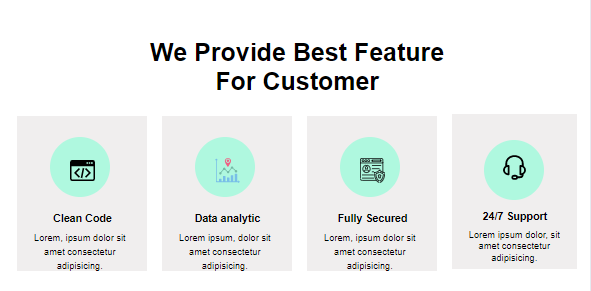 We Provide Best Feature
For Customer
Clean Code
Lorem, ipsum dolor sit
amet consectetur
adipisicing.
Data analytic
Lorem, ipsum dolor sit
amet consectetur
adipisicing.
Fully Secured
Lorem, ipsum dolor sit
amet consectetur
adipisicing.
24/7 Support
Lorem ipsum dolor, sit
amet consectetur
adipisicing.